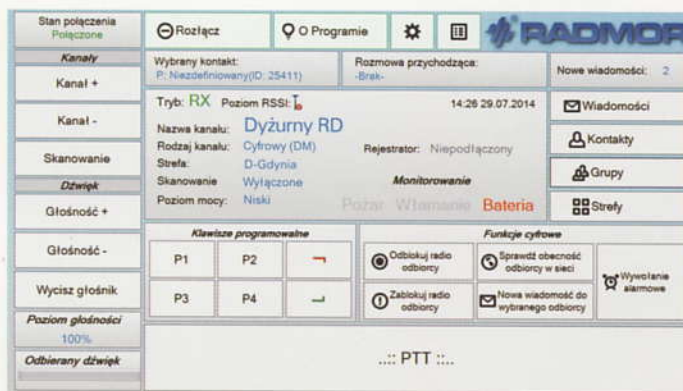 Stan połączenia
Połączone
Rozłącz
O Programie
RADMOR
Kanały
Kanał +
Kanał -
Skanowanie
Dźwięk
Głośność +
Głośność -
Wycisz głośnik
Poziom głośności
100%
Odbierany dźwięk
Wybrany kontakt:
P: Niezdefiniowany(ID: 25411)
Rozmowa przychodząca:
-Brak-
Nowe wiadomości: 2
Tryb: RX Poziom RSSI:
14:26 29.07.2014
Nazwa kanału: Dyżurny RD
Rodzaj kanału: Cyfrowy (DM)
Rejestrator: Niepodłączony
Strefa: D-Gdynia
Skanowanie Wyłączone
Monitorowanie
Poziom mocy: Niski
Pożar Włamanie Bateria
Wiadomości
Kontakty
Grupy
Strefy
Klawisze programowalne
P1 P2
P3 P4
Funkcje cyfrowe
Odblokuj radio
odbiorcy
Sprawdź obecność
odbiorcy w sieci
Zablokuj radio
odbiorcy
Nowa wiadomość do
wybranego odbiorcy
Wywołanie
alarmowe
..:: PTT ::..